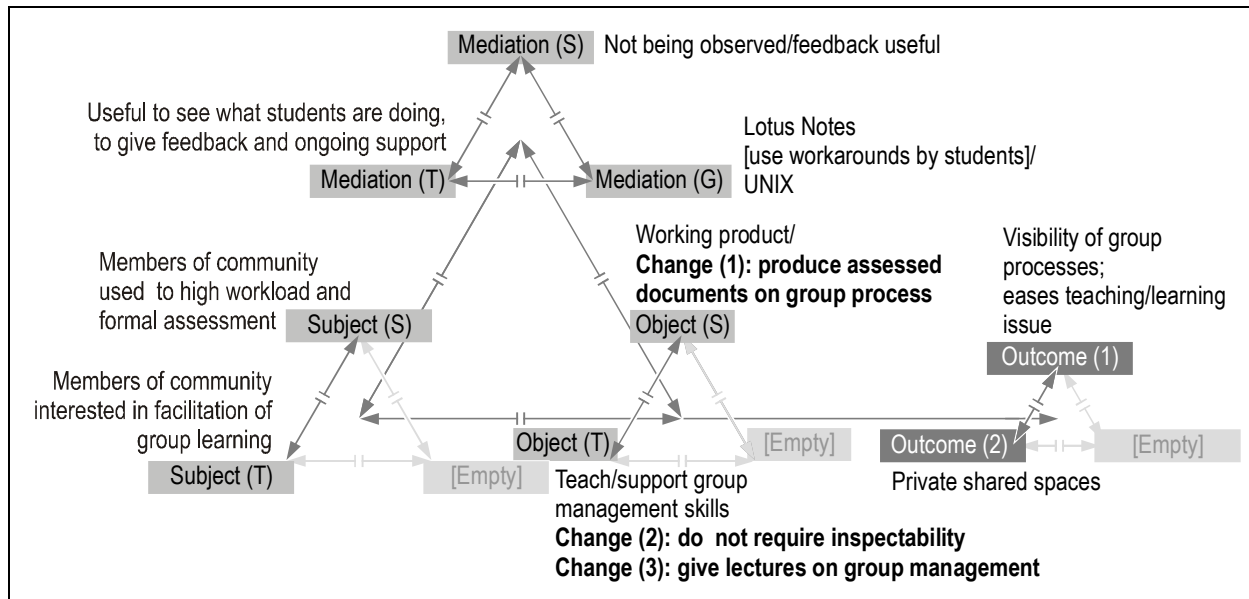 Mediation (S)
Not being observed/feedback useful
Useful to see what students are doing,
to give feedback and ongoing support
Lotus Notes
[use workarounds by students]/
UNIX
Mediation (T)
Mediation (G)
Working product/
Change (1): produce assessed
documents on group process
Visibility of group
processes;
eases teaching/learning
issue
Members of community
used to high workload and
formal assessment
Subject (S)
Object (S)
Outcome (1)
Members of community
interested in facilitation of
group learning
Object (T)
[Empty]
Outcome (2)
[Empty]
Subject (T)
[Empty]
Teach/support group
management skills
Change (2): do not require inspectability
Change (3): give lectures on group management
Private shared spaces